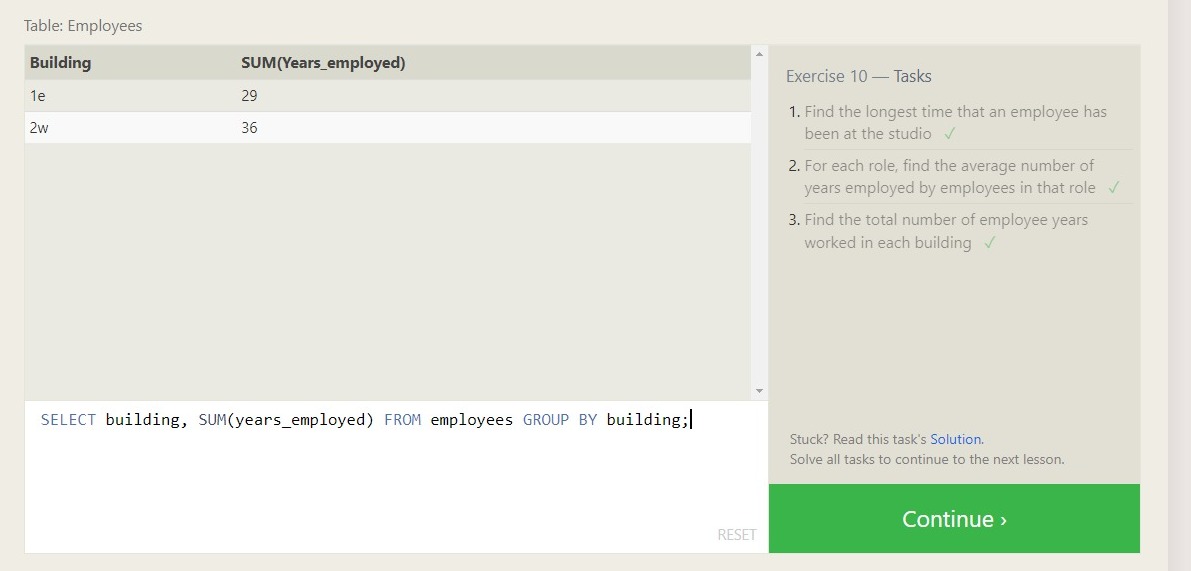 Table: Employees
Building SUM(Years_employed)
1e 29
2w 36
SELECT building, SUM(years_employed) FROM employees GROUP BY building;
RESET
Exercise 10 — Tasks
1. Find the longest time that an employee has
been at the studio ✓
2. For each role, find the average number of
years employed by employees in that role ✓
3. Find the total number of employee years
worked in each building ✓
Stuck? Read this task's Solution.
Solve all tasks to continue to the next lesson.
Continue ›